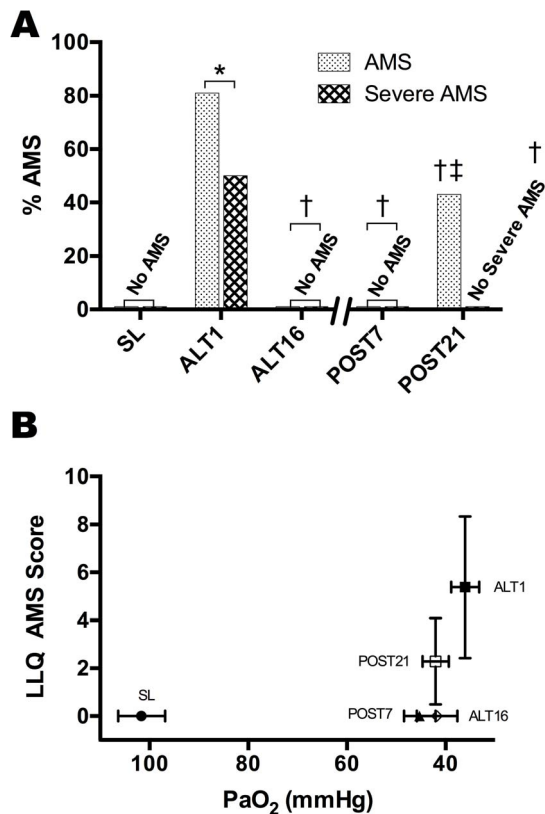 A
100
80
60
40
20
0
% AMS
AMS
Severe AMS
*
No AMS
†
No AMS
†
No AMS
†‡
†
No Severe AMS
SL
ALT1
ALT16
POST7
POST21
B
10
8
6
4
2
0
LLQ AMS Score
ALT1
POST21
SL
POST7
ALT16
100
80
60
40
PaO₂ (mmHg)